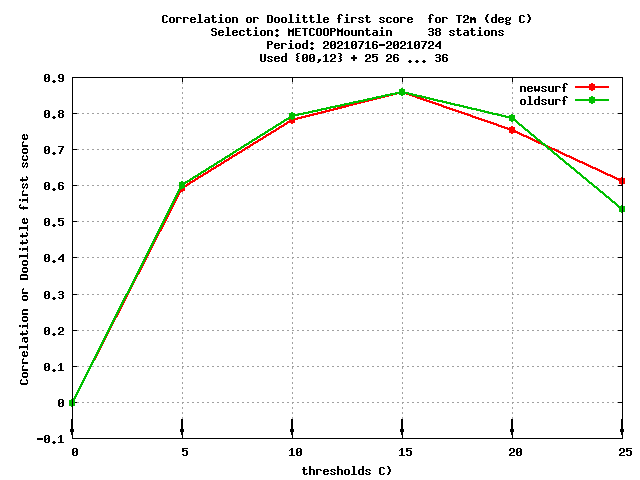 Correlation or Doolittle first score  for T2m (deg C)
Selection: METCOOPMountain     38 stations
Period: 20210716-20210724
Used {00,12} + 25 26 ... 36
newsurf
oldsurf
Correlation or Doolittle first score
0.9
0.8
0.7
0.6
0.5
0.4
0.3
0.2
0.1
0
-0.1
0 5 10 15 20 25
thresholds C)